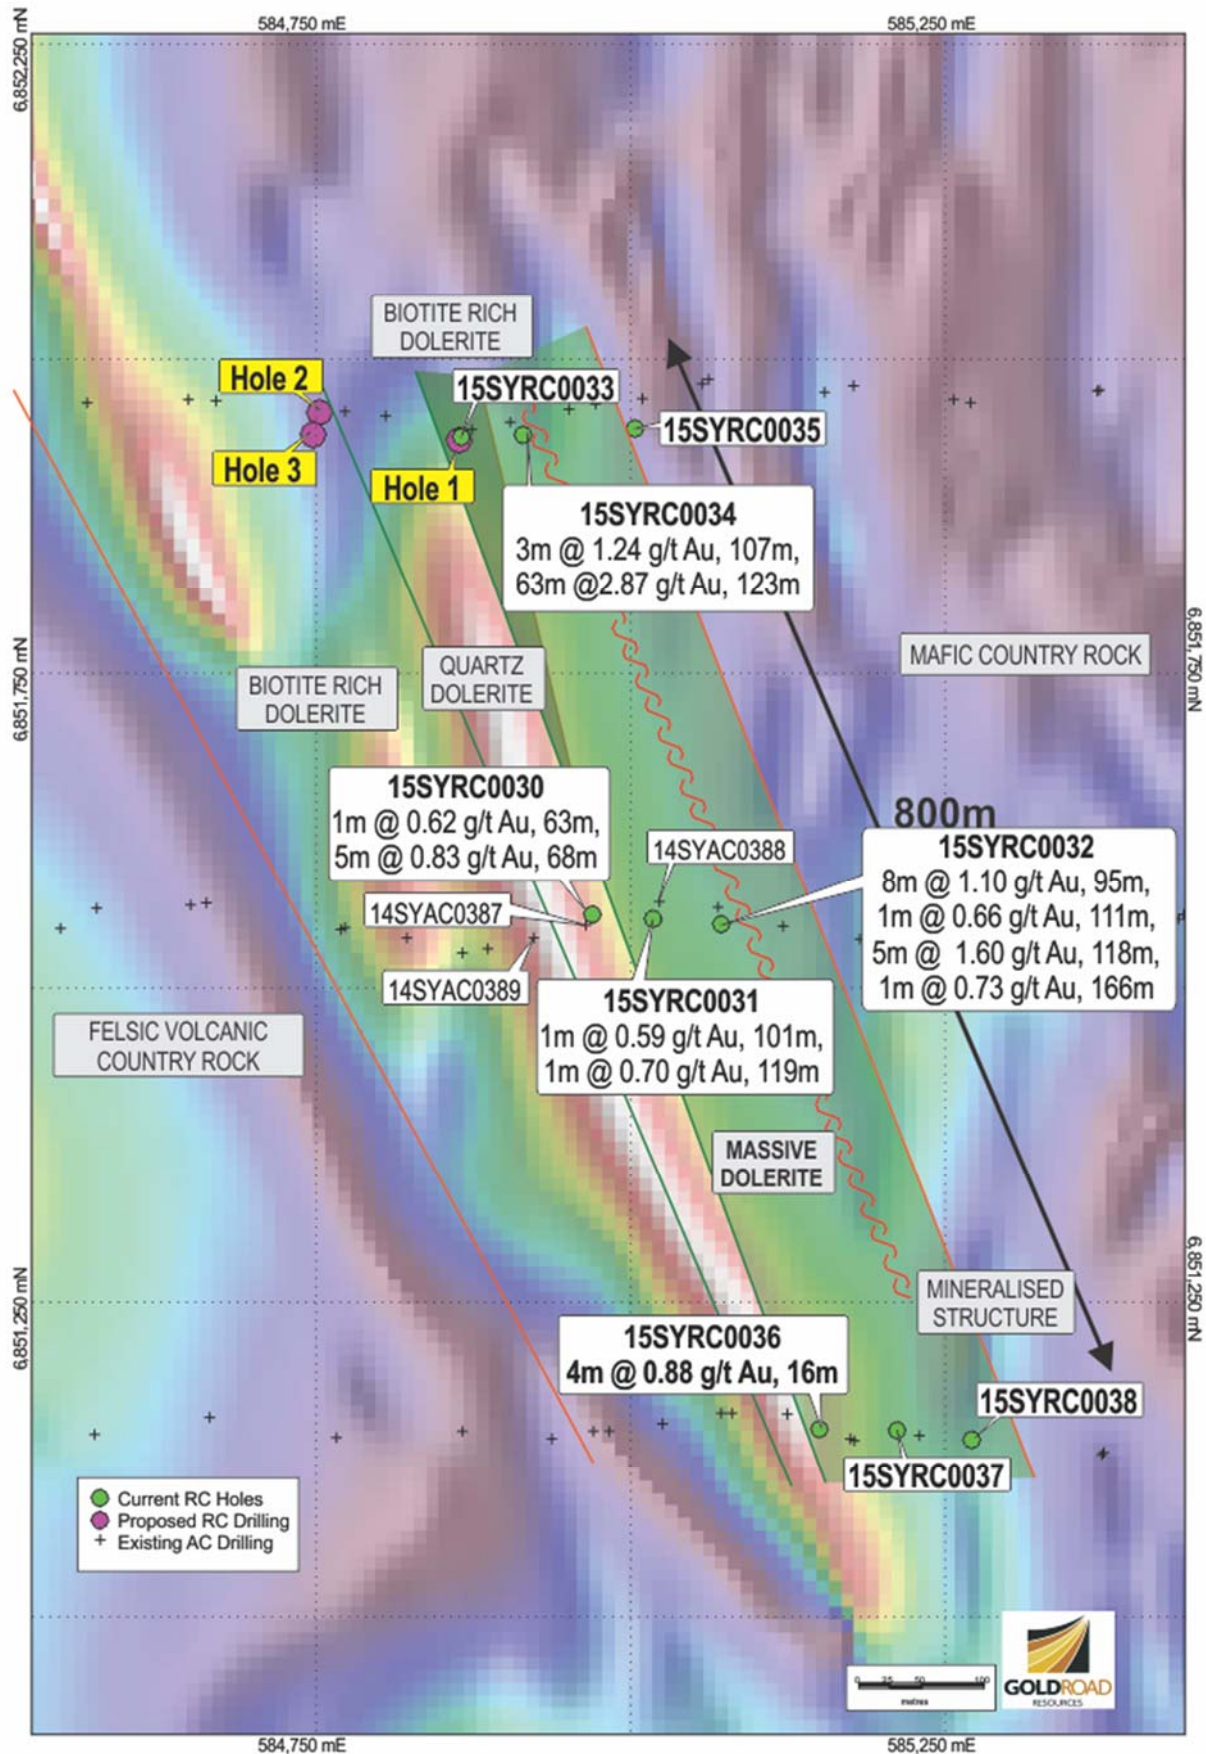 584,750 mE
585,250 mE
6,852,250 mN
BIOTITE RICH
DOLERITE
Hole 2
15SYRC0033
15SYRC0035
Hole 3
Hole 1
15SYRC0034
3m @ 1.24 g/t Au, 107m,
63m @2.87 g/t Au, 123m
6,851,750 mN
6,851,750 mN
MAFIC COUNTRY ROCK
QUARTZ
DOLERITE
BIOTITE RICH
DOLERITE
15SYRC0030
1m @ 0.62 g/t Au, 63m,
5m @ 0.83 g/t Au, 68m
800m
14SYAC0388
15SYRC0032
8m @ 1.10 g/t Au, 95m,
1m @ 0.66 g/t Au, 111m,
5m @ 1.60 g/t Au, 118m,
1m @ 0.73 g/t Au, 166m
14SYAC0387
14SYAC0389
15SYRC0031
1m @ 0.59 g/t Au, 101m,
1m @ 0.70 g/t Au, 119m
FELSIC VOLCANIC
COUNTRY ROCK
MASSIVE
DOLERITE
6,851,250 mN
6,851,250 mN
MINERALISED
STRUCTURE
15SYRC0036
4m @ 0.88 g/t Au, 16m
15SYRC0038
15SYRC0037
Current RC Holes
Proposed RC Drilling
Existing AC Drilling
0 25 50 100
metres
GOLDROAD
RESOURCES
584,750 mE
585,250 mE